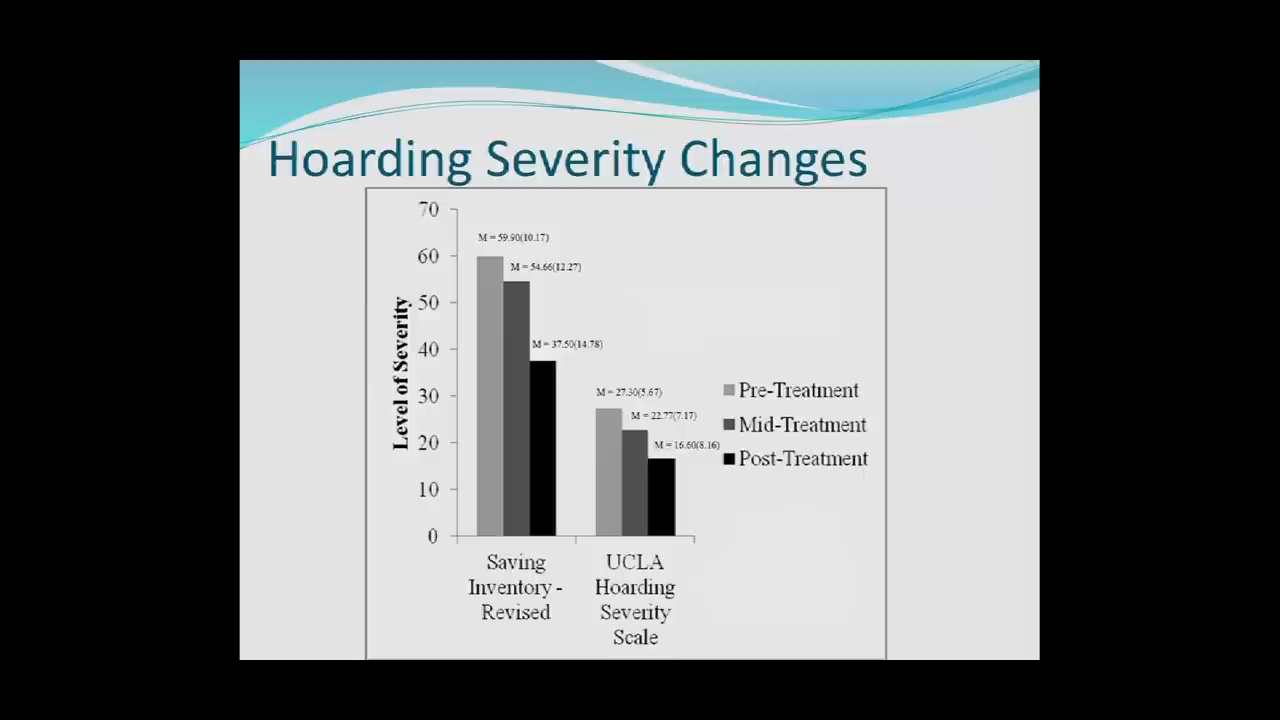 Hoarding Severity Changes
70
60
50
40
30
20
10
0
Level of Severity
M = 59.90(10.17)
M = 54.66(12.27)
M = 37.50(14.78)
M = 27.30(5.67)
M = 22.77(7.17)
M = 16.60(8.16)
Saving
Inventory -
Revised
UCLA
Hoarding
Severity
Scale
Pre-Treatment
Mid-Treatment
Post-Treatment